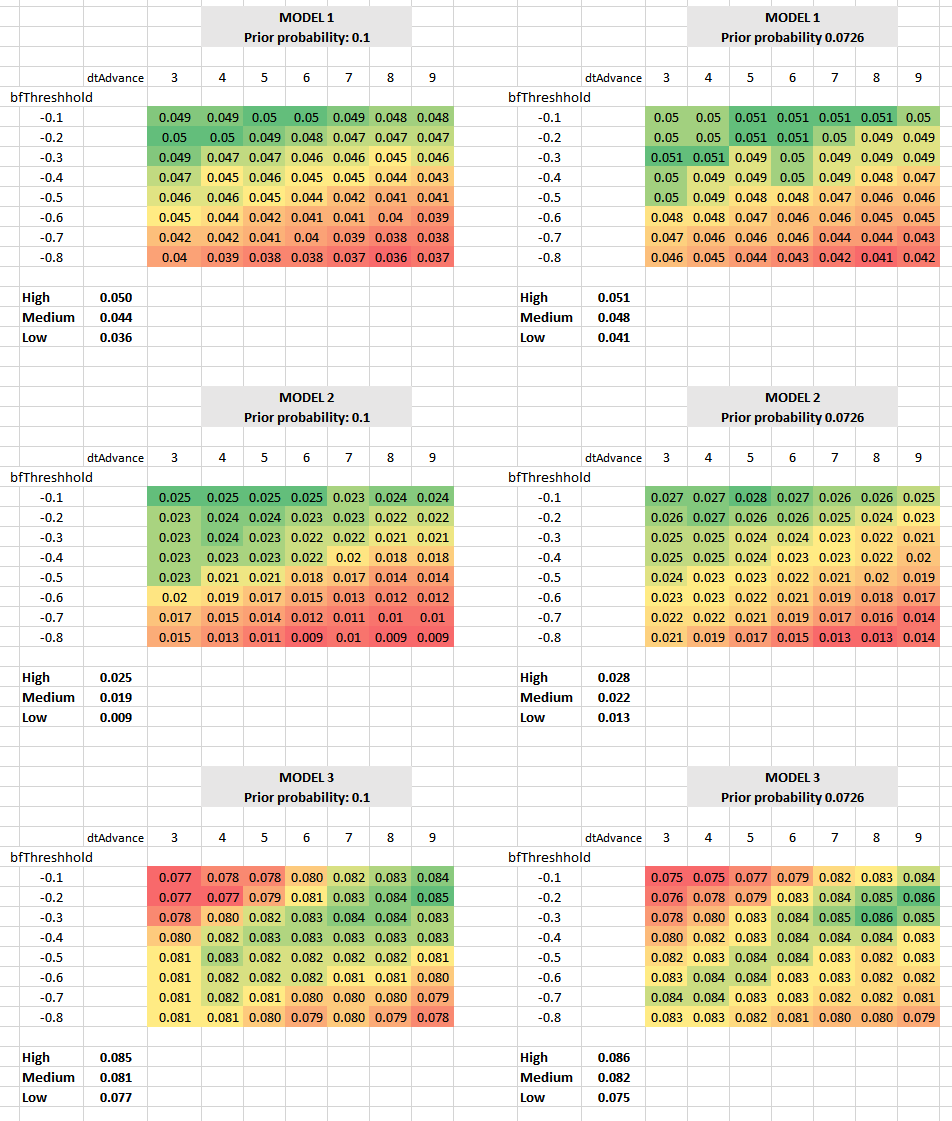 MODEL 1 MODEL 1
Prior probability: 0.1 Prior probability 0.0726
dtAdvance 3 4 5 6 7 8 9 dtAdvance 3 4 5 6 7 8 9
bfThreshhold bfThreshhold
-0.1 0.049 0.049 0.05 0.05 0.049 0.048 0.048 -0.1 0.05 0.05 0.051 0.051 0.051 0.051 0.05
-0.2 0.05 0.05 0.049 0.048 0.047 0.047 0.047 -0.2 0.05 0.05 0.051 0.051 0.05 0.049 0.049
-0.3 0.049 0.047 0.047 0.046 0.046 0.045 0.046 -0.3 0.051 0.051 0.049 0.05 0.049 0.049 0.049
-0.4 0.047 0.045 0.046 0.045 0.045 0.044 0.043 -0.4 0.05 0.049 0.049 0.05 0.049 0.048 0.047
-0.5 0.046 0.046 0.045 0.044 0.042 0.041 0.041 -0.5 0.05 0.049 0.048 0.048 0.047 0.046 0.046
-0.6 0.045 0.044 0.042 0.041 0.041 0.04 0.039 -0.6 0.048 0.048 0.047 0.046 0.046 0.045 0.045
-0.7 0.042 0.042 0.041 0.04 0.039 0.038 0.038 -0.7 0.047 0.046 0.046 0.046 0.044 0.044 0.043
-0.8 0.04 0.039 0.038 0.038 0.037 0.036 0.037 -0.8 0.046 0.045 0.044 0.043 0.042 0.041 0.042
High 0.050 High 0.051
Medium 0.044 Medium 0.048
Low 0.036 Low 0.041
MODEL 2 MODEL 2
Prior probability: 0.1 Prior probability 0.0726
dtAdvance 3 4 5 6 7 8 9 dtAdvance 3 4 5 6 7 8 9
bfThreshhold bfThreshhold
-0.1 0.025 0.025 0.025 0.025 0.023 0.024 0.024 -0.1 0.027 0.027 0.028 0.027 0.026 0.026 0.025
-0.2 0.023 0.024 0.024 0.023 0.023 0.022 0.022 -0.2 0.026 0.027 0.026 0.026 0.025 0.024 0.023
-0.3 0.023 0.024 0.023 0.022 0.022 0.021 0.021 -0.3 0.025 0.025 0.024 0.024 0.023 0.022 0.021
-0.4 0.023 0.023 0.023 0.022 0.02 0.018 0.018 -0.4 0.025 0.025 0.024 0.023 0.023 0.022 0.02
-0.5 0.023 0.021 0.021 0.018 0.017 0.014 0.014 -0.5 0.024 0.023 0.023 0.022 0.021 0.02 0.019
-0.6 0.02 0.019 0.017 0.015 0.013 0.012 0.012 -0.6 0.023 0.023 0.022 0.021 0.019 0.018 0.017
-0.7 0.017 0.015 0.014 0.012 0.011 0.01 0.01 -0.7 0.022 0.022 0.021 0.019 0.017 0.016 0.014
-0.8 0.015 0.013 0.011 0.009 0.01 0.009 0.009 -0.8 0.021 0.019 0.017 0.015 0.013 0.013 0.014
High 0.025 High 0.028
Medium 0.019 Medium 0.022
Low 0.009 Low 0.013
MODEL 3 MODEL 3
Prior probability: 0.1 Prior probability 0.0726
dtAdvance 3 4 5 6 7 8 9 dtAdvance 3 4 5 6 7 8 9
bfThreshhold bfThreshhold
-0.1 0.077 0.078 0.078 0.080 0.082 0.083 0.084 -0.1 0.075 0.075 0.077 0.079 0.082 0.083 0.084
-0.2 0.077 0.077 0.079 0.081 0.083 0.084 0.085 -0.2 0.076 0.078 0.079 0.083 0.084 0.085 0.086
-0.3 0.078 0.080 0.082 0.083 0.084 0.084 0.083 -0.3 0.078 0.080 0.083 0.084 0.085 0.086 0.085
-0.4 0.080 0.082 0.083 0.083 0.083 0.083 0.083 -0.4 0.080 0.082 0.083 0.084 0.084 0.084 0.083
-0.5 0.081 0.083 0.082 0.082 0.082 0.082 0.081 -0.5 0.082 0.083 0.084 0.084 0.083 0.082 0.083
-0.6 0.081 0.082 0.082 0.082 0.081 0.081 0.080 -0.6 0.083 0.084 0.084 0.083 0.083 0.082 0.082
-0.7 0.081 0.082 0.081 0.080 0.080 0.080 0.079 -0.7 0.084 0.084 0.083 0.083 0.082 0.082 0.081
-0.8 0.081 0.081 0.080 0.079 0.080 0.079 0.078 -0.8 0.083 0.083 0.082 0.081 0.080 0.080 0.079
High 0.085 High 0.086
Medium 0.081 Medium 0.082
Low 0.077 Low 0.075